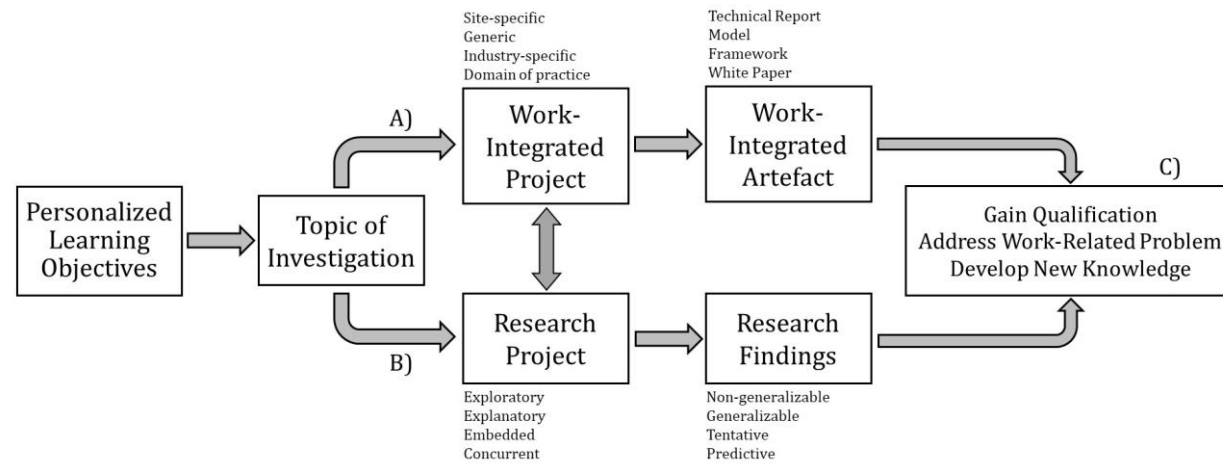 Site-specific
Generic
Industry-specific
Domain of practice
Technical Report
Model
Framework
White Paper
A)
Work-
Integrated
Project
Work-
Integrated
Artefact
C)
Personalized
Learning
Objectives
Topic of
Investigation
Gain Qualification
Address Work-Related Problem
Develop New Knowledge
B)
Research
Project
Research
Findings
Exploratory
Explanatory
Embedded
Concurrent
Non-generalizable
Generalizable
Tentative
Predictive